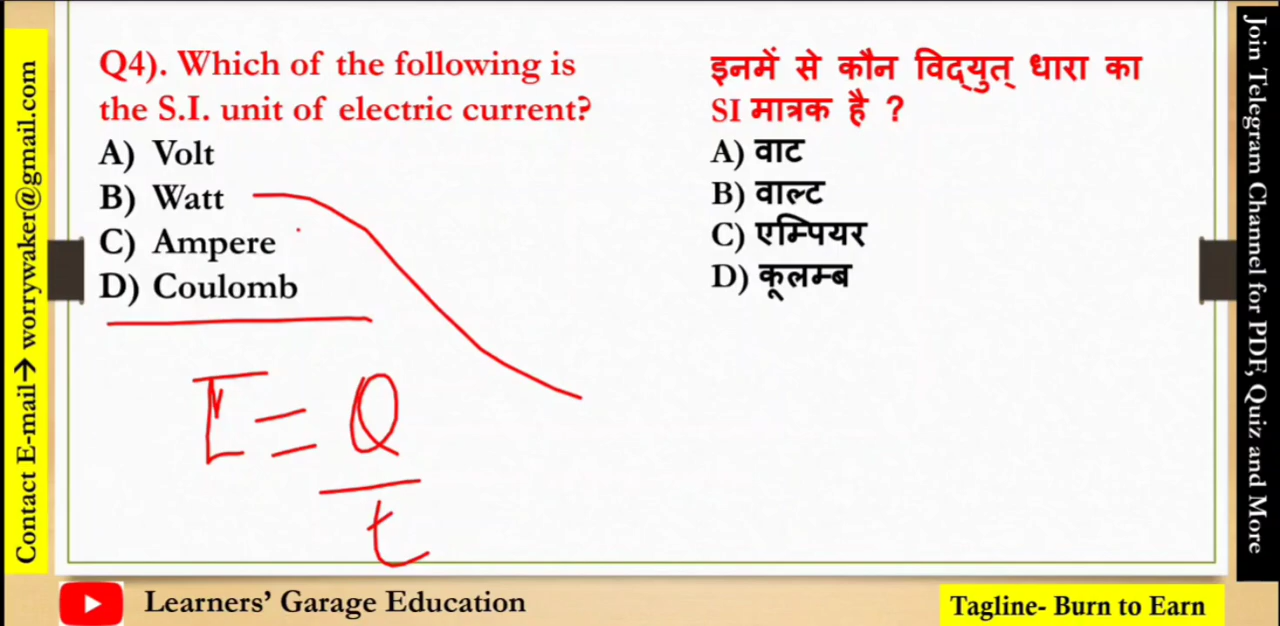 Q4). Which of the following is
the S.I. unit of electric current?
A) Volt
B) Watt
C) Ampere
D) Coulomb
I = Q
t
इनमें से कौन विद्‌युत् धारा का
SI मात्रक है ?
A) वाट
B) वाल्ट
C) एम्पियर
D) कूलम्ब
Contact E-mail→ worrywaker@gmail.com
Join Telegram Channel for PDF, Quiz and More
Learners’ Garage Education
Tagline- Burn to Earn